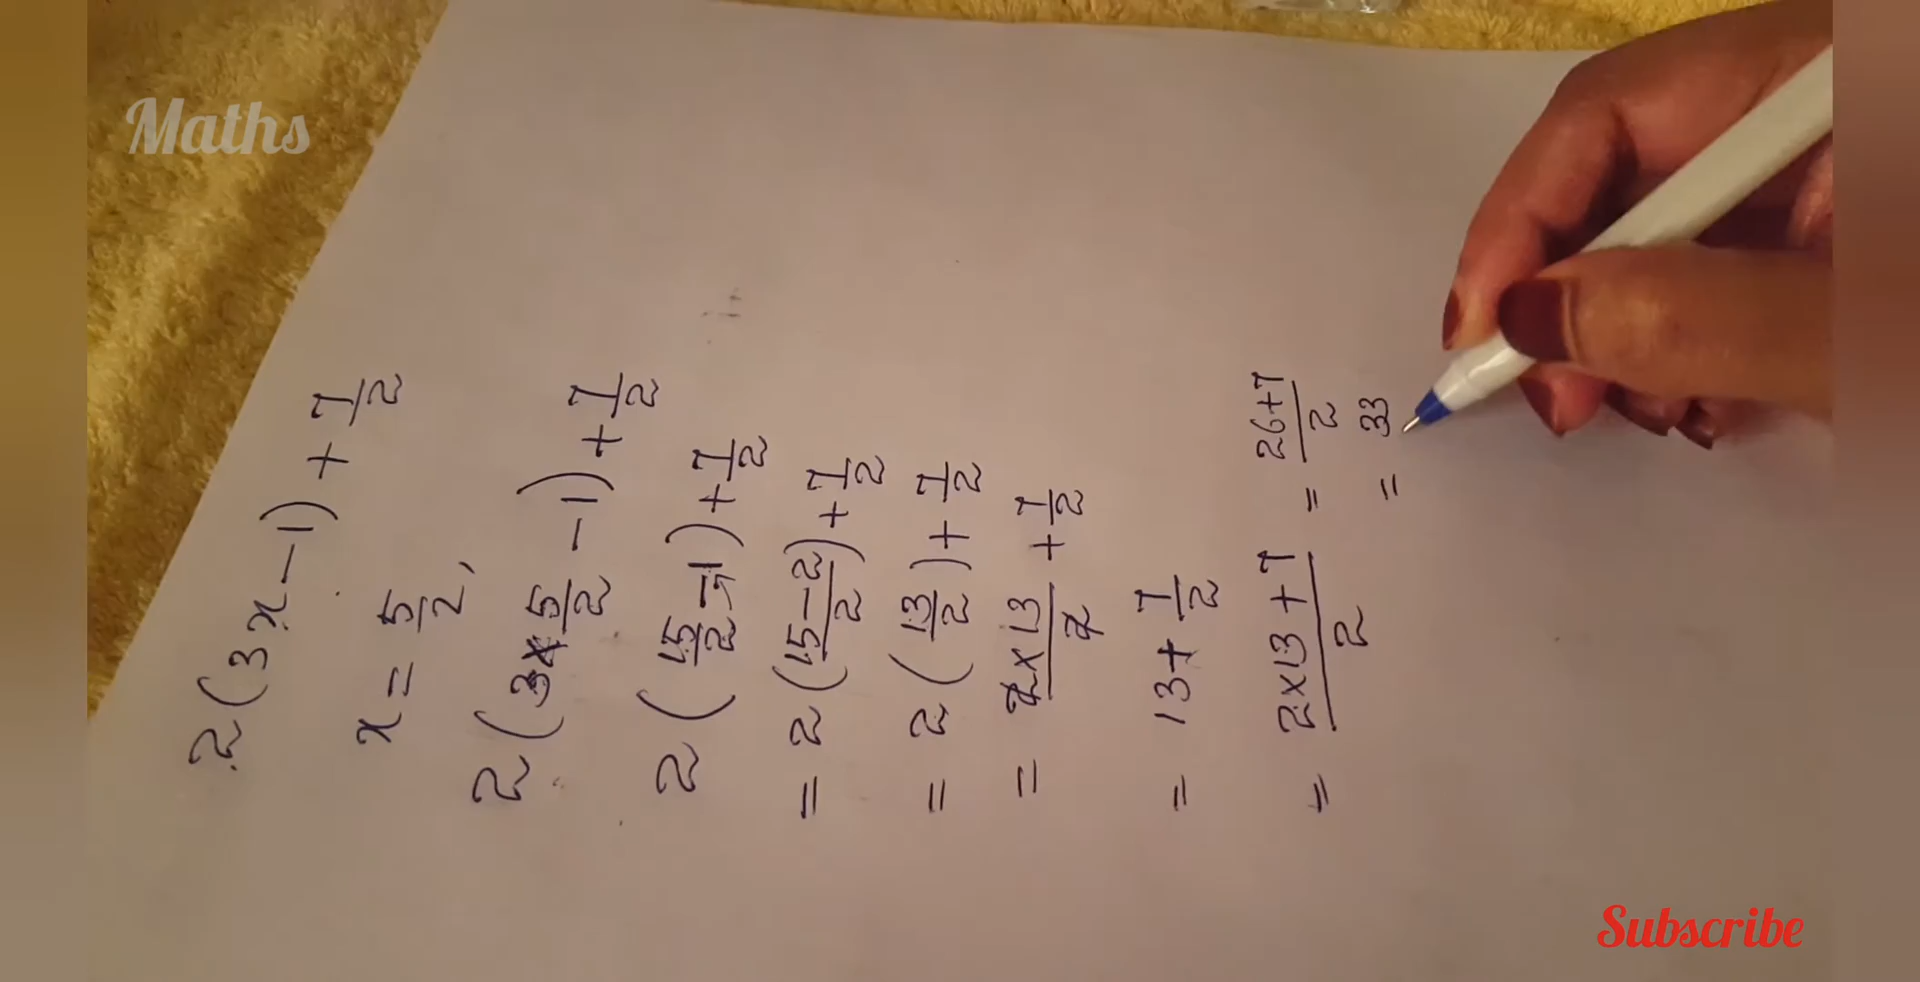 Maths
2(3x-1)+7/2
x=5/2,
2(3×5/2-1)+7/2
2(15/2-1)+7/2
=2(15-2/2)+7/2
=2(13/2)+7/2
=2×13/2+7/2
=13+7/2
=2×13+7/2=26+7/2
=33
Subscribe